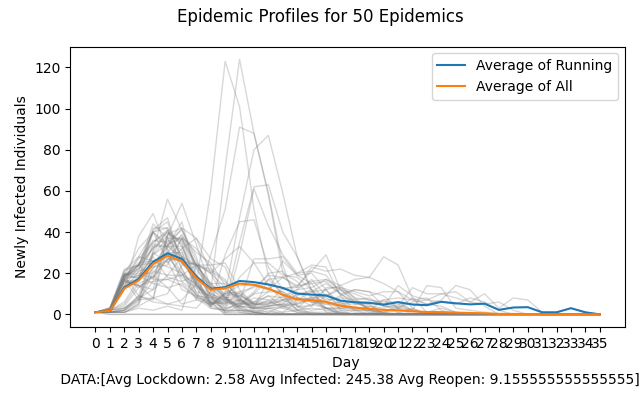 Epidemic Profiles for 50 Epidemics
Average of Running
Average of All
Newly Infected Individuals
120
100
80
60
40
20
0
0 1 2 3 4 5 6 7 8 9 10 11 12 13 14 15 16 17 18 19 20 21 22 23 24 25 26 27 28 29 30 31 32 33 34 35
Day
DATA:[Avg Lockdown: 2.58 Avg Infected: 245.38 Avg Reopen: 9.155555555555555]